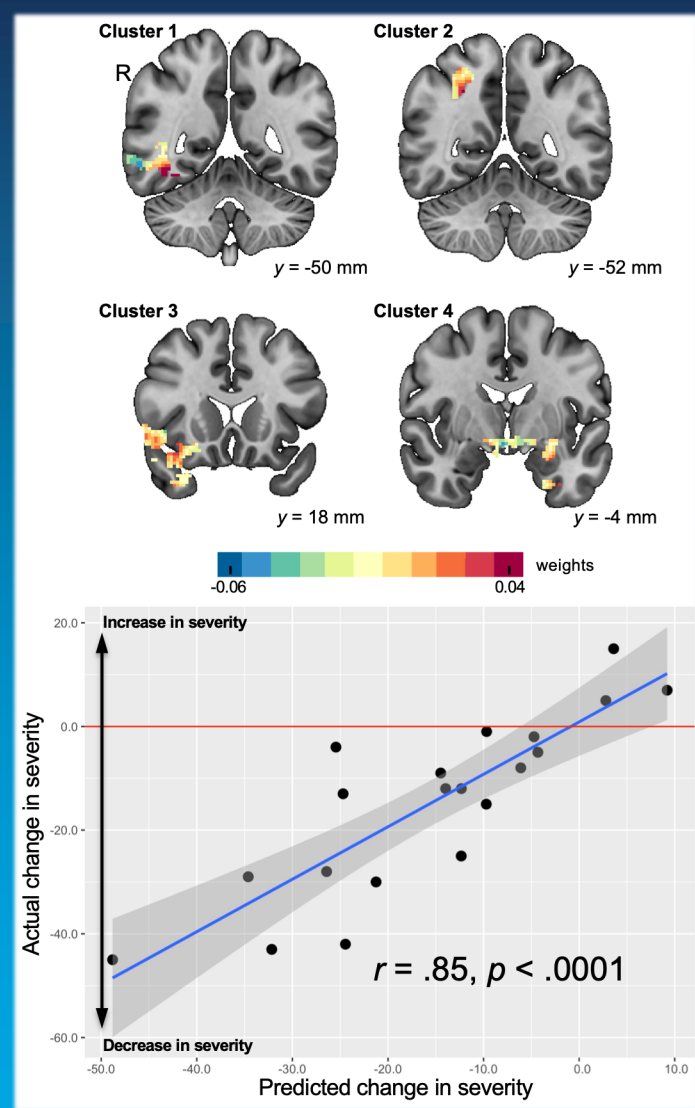 Cluster 1
Cluster 2
R
y = -50 mm
y = -52 mm
Cluster 3
Cluster 4
y = 18 mm
y = -4 mm
weights
-0.06
0.04
Increase in severity
20.0
0.0
-20.0
-40.0
-60.0
Actual change in severity
r = .85, p < .0001
Decrease in severity
-50.0 -40.0 -30.0 -20.0 -10.0 0.0 10.0
Predicted change in severity